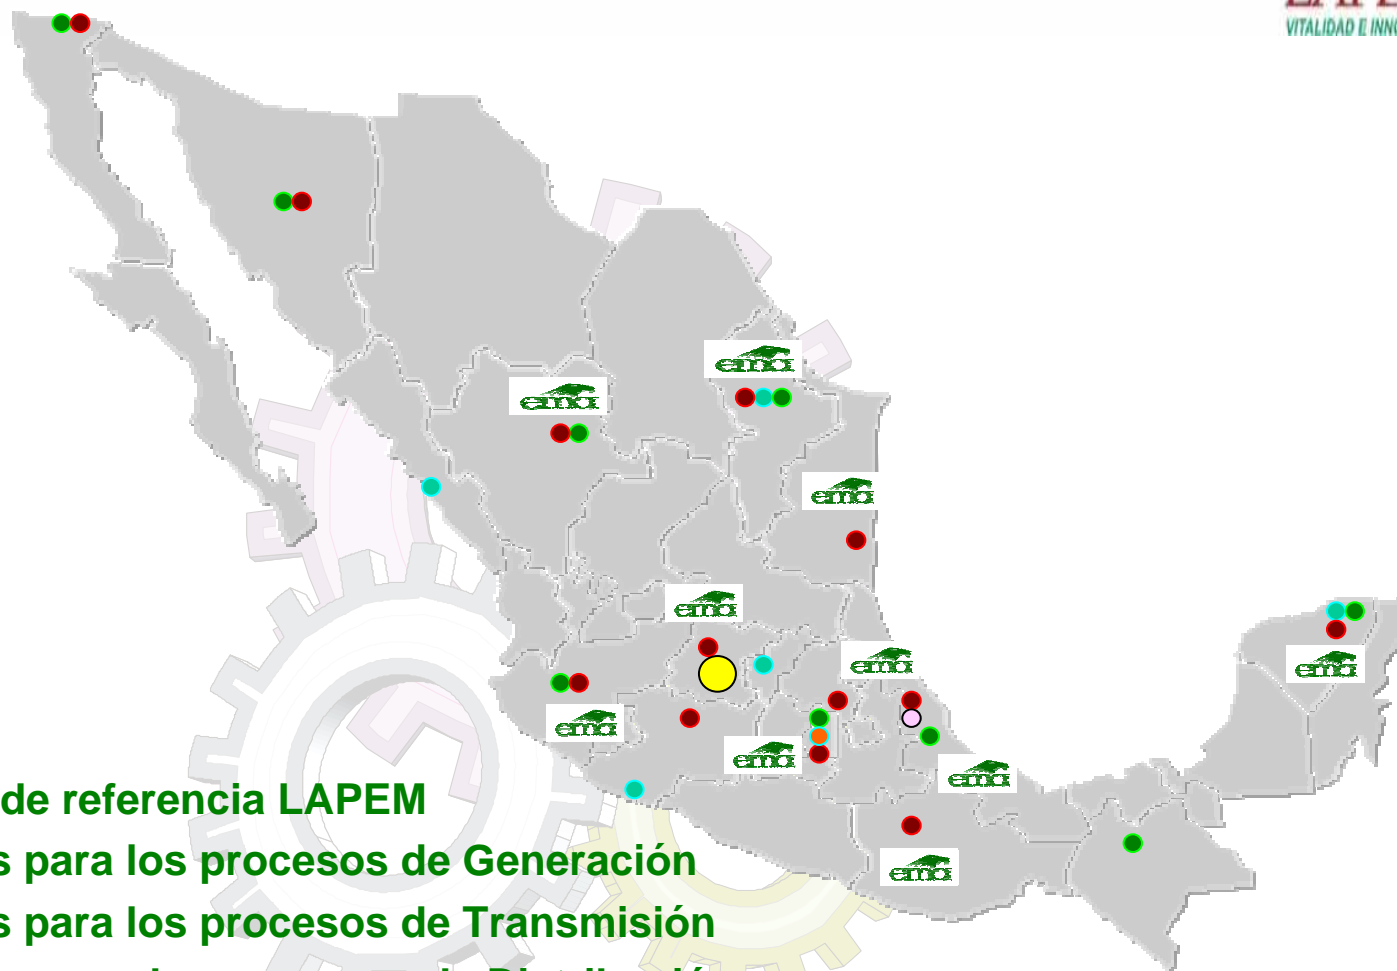 VITALIDAD E INNO
ema
ema
ema
ema
ema
ema
ema
ema
ema
ema
de referencia LAPEM
s para los procesos de Generación
s para los procesos de Transmisión